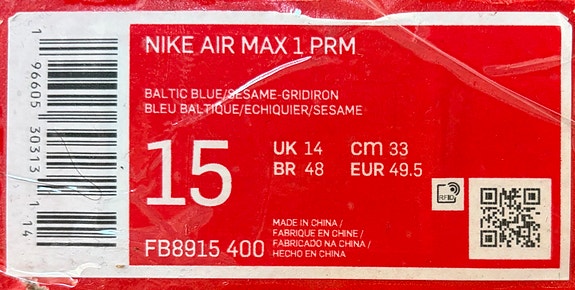 NIKE AIR MAX 1 PRM
BALTIC BLUE/SESAME-GRIDIRON
BLEU BALTIQUE/ECHIQUIER/SESAME
15
UK 14 cm 33
BR 48 EUR 49.5
RFID
MADE IN CHINA /
FABRIQUE EN CHINE /
FABRICADO NA CHINA /
HECHO EN CHINA
FB8915 400
1 96605 30313 1 14